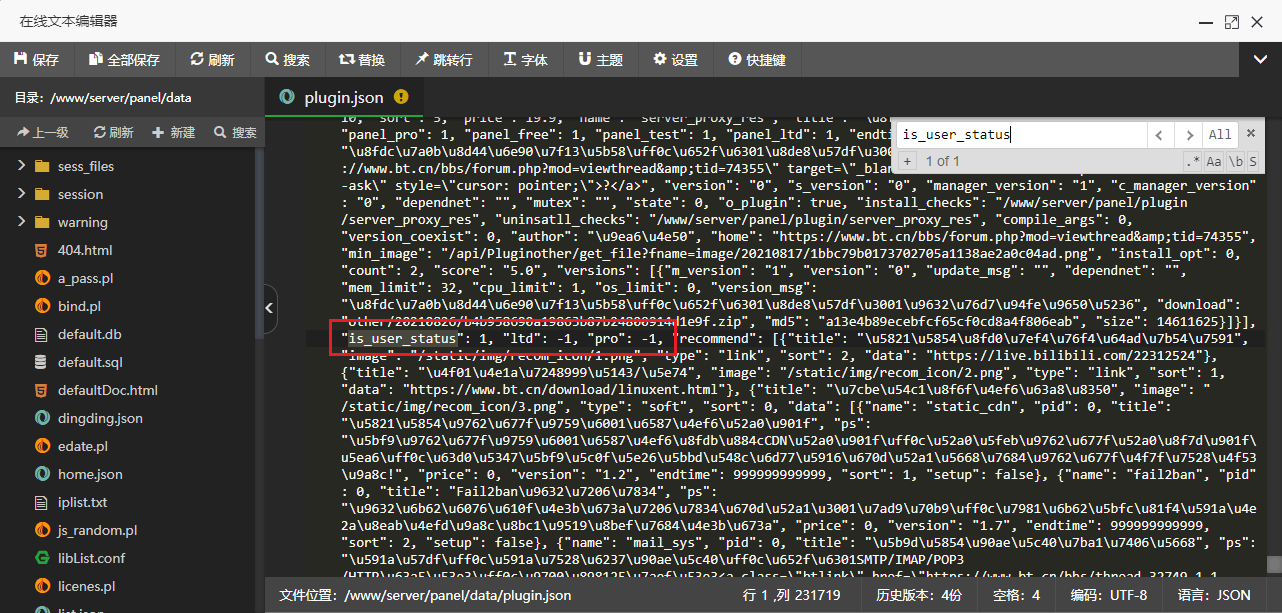 在线文本编辑器
保存 全部保存 刷新 搜索 替换 跳转行 字体 主题 设置 快捷键
目录：/www/server/panel/data
上一级 刷新 新建 搜索
sess_files
session
warning
404.html
a_pass.pl
bind.pl
default.db
default.sql
defaultDoc.html
dingding.json
edate.pl
home.json
iplist.txt
js_random.pl
libList.conf
licenes.pl
list.json
plugin.json
is_user_status
All
+ 1 of 1
.* Aa \b S
"panel_pro": 1, "panel_free": 1, "panel_test": 1, "panel_ltd": 1,
"\u8fdc\u7a0b\u8d44\u6e90\u7f13\u5b58\uff0c\u652f\u6301\u8de8\u57df\u300
://www.bt.cn/bbs/forum.php?mod=viewthread&amp;tid=74355\" target=\"_blan
-ask\" style=\"cursor: pointer;\">?</a>", "version": "0", "s_version": "0", "manager_version": "1", "c_manager_version"
: "0", "dependnet": "", "mutex": "", "state": 0, "o_plugin": true, "install_checks": "/www/server/panel/plugin
/server_proxy_res", "uninsatll_checks": "/www/server/panel/plugin/server_proxy_res", "compile_args": 0,
"version_coexist": 0, "author": "\u9ea6\u4e50", "home": "https://www.bt.cn/bbs/forum.php?mod=viewthread&amp;tid=74355",
"min_image": "/api/Pluginother/get_file?fname=image/20210817/1bbc79b0173702705a1138ae2a0c04ad.png", "install_opt": 0,
"count": 2, "score": "5.0", "versions": [{"m_version": "1", "version": "0", "update_msg": "", "dependnet": "",
"mem_limit": 32, "cpu_limit": 1, "os_limit": 0, "version_msg":
"\u8fdc\u7a0b\u8d44\u6e90\u7f13\u5b58\uff0c\u652f\u6301\u8de8\u57df\u3001\u9632\u76d7\u94fe\u9650\u5236", "download":
"md5": "a13e4b89ecebfcf65cf0cd8a4f806eab", "size": 14611625}]}],
"is_user_status": 1, "ltd": -1, "pro": -1, "recommend": [{"title": "\u5821\u5854\u8fd0\u7ef4\u76f4\u64ad\u7b54\u7591",
"image": "/static/img/recom_icon/1.png", "type": "link", "sort": 2, "data": "https://live.bilibili.com/22312524"},
{"title": "\u4f01\u4e1a\u7248999\u5143/\u5e74", "image": "/static/img/recom_icon/2.png", "type": "link", "sort": 1,
"data": "https://www.bt.cn/download/linuxent.html"}, {"title": "\u7cbe\u54c1\u8f6f\u4ef6\u63a8\u8350", "image": "
/static/img/recom_icon/3.png", "type": "soft", "sort": 0, "data": [{"name": "static_cdn", "pid": 0, "title":
"\u5821\u5854\u9762\u677f\u9759\u6001\u6587\u4ef6\u52a0\u901f", "ps":
"\u5bf9\u9762\u677f\u9759\u6001\u6587\u4ef6\u8fdb\u884cCDN\u52a0\u901f\uff0c\u52a0\u5feb\u9762\u677f\u52a0\u8f7d\u901f\
u5ea6\uff0c\u63d0\u5347\u5bf9\u5c0f\u5e26\u5bbd\u548c\u6d77\u5916\u670d\u52a1\u5668\u7684\u9762\u677f\u4f7f\u7528\u4f53
\u9a8c!", "price": 0, "version": "1.2", "endtime": 999999999999, "sort": 1, "setup": false}, {"name": "fail2ban", "pid"
: 0, "title": "Fail2ban\u9632\u7206\u7834", "ps":
"\u9632\u6b62\u6076\u610f\u4e3b\u673a\u7206\u7834\u670d\u52a1\u3001\u7ad9\u70b9\uff0c\u7981\u6b62\u5bfc\u81f4\u591a\u4e
2a\u8eab\u4efd\u9a8c\u8bc1\u9519\u8bef\u7684\u4e3b\u673a", "price": 0, "version": "1.7", "endtime": 999999999999,
"sort": 2, "setup": false}, {"name": "mail_sys", "pid": 0, "title": "\u5b9d\u5854\u90ae\u5c40\u7ba1\u7406\u5668", "ps":
"\u591a\u57df\uff0c\u591a\u7528\u6237\u90ae\u5c40\uff0c\u652f\u6301SMTP/IMAP/POP3
文件位置：/www/server/panel/data/plugin.json 行 1 ,列 231719 历史版本：4份 空格：4 编码：UTF-8 语言：JSON